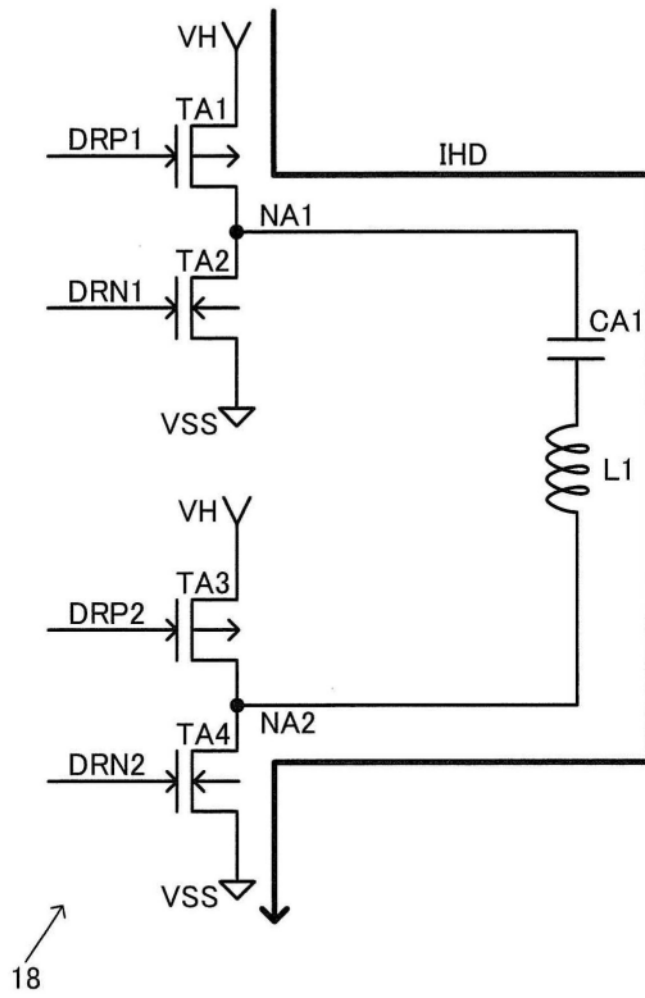 VH
TA1
DRP1
IHD
NA1
TA2
DRN1
CA1
VSS
L1
VH
TA3
DRP2
NA2
TA4
DRN2
VSS
18